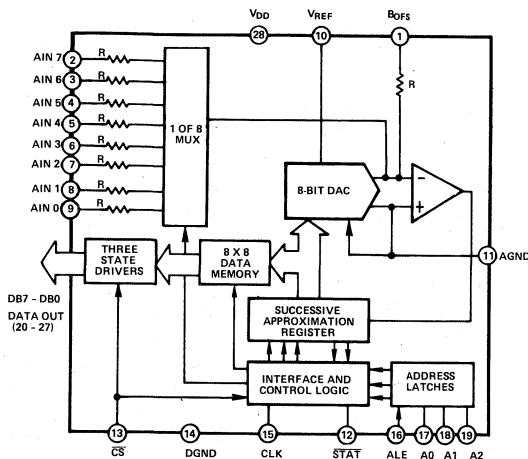 VDD
VREF
BOFS
28
10
1
AIN 7 2 R
AIN 6 3 R
AIN 5 4 R
AIN 4 5 R
AIN 3 6 R
AIN 2 7 R
AIN 1 8 R
AIN 0 9 R
1 OF 8
MUX
R
8-BIT DAC
−
+
11 AGND
THREE
STATE
DRIVERS
8 X 8
DATA
MEMORY
DB7 - DB0
DATA OUT
(20 - 27)
SUCCESSIVE
APPROXIMATION
REGISTER
INTERFACE AND
CONTROL LOGIC
ADDRESS
LATCHES
13 14 15 12 16 17 18 19
C̅S̅ DGND CLK S̅T̅A̅T̅ ALE A0 A1 A2